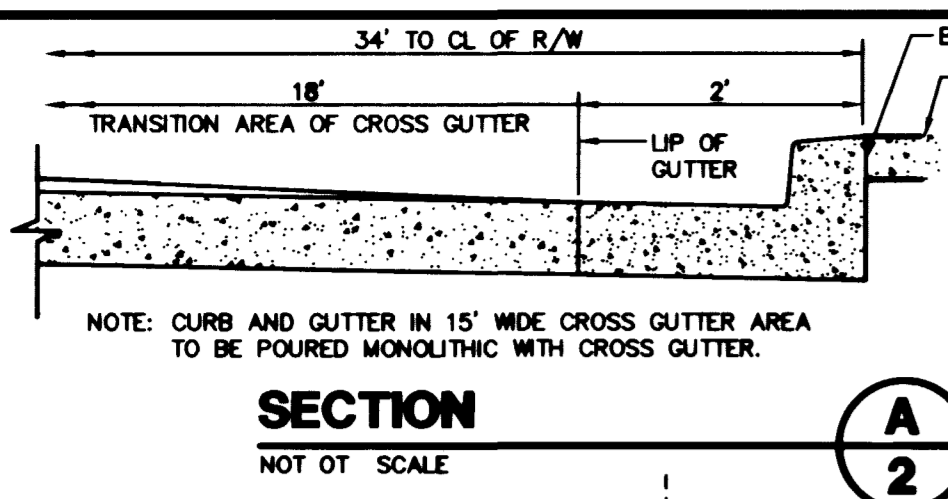 34' TO CL OF R/W
18'
2'
TRANSITION AREA OF CROSS GUTTER
LIP OF
GUTTER
NOTE: CURB AND GUTTER IN 15' WIDE CROSS GUTTER AREA
TO BE POURED MONOLITHIC WITH CROSS GUTTER.
SECTION
NOT OT SCALE
A
2